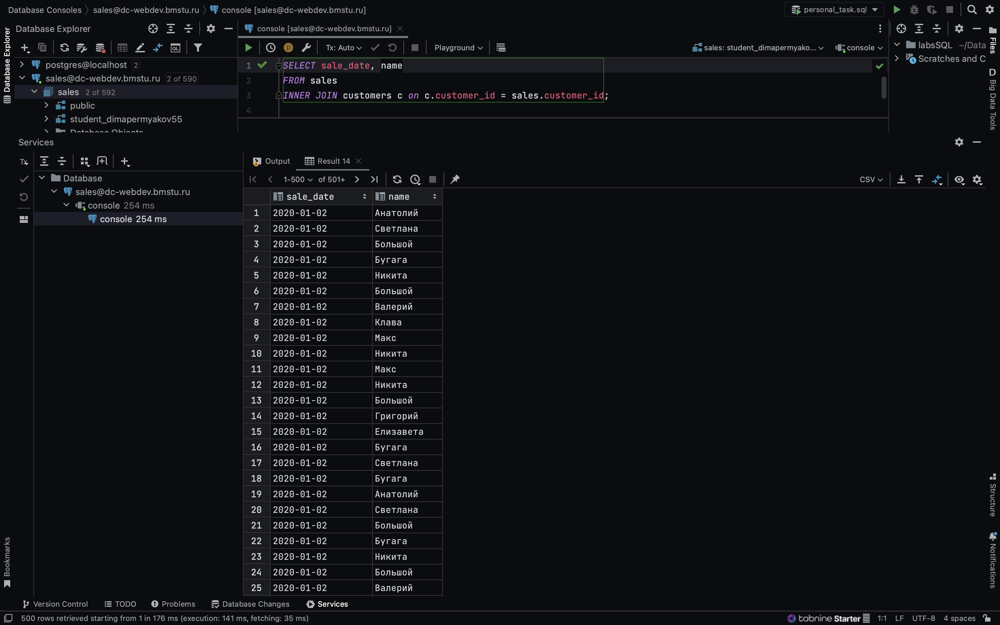 Database Consoles sales@dc-webdev.bmstu.ru console [sales@dc-webdev.bmstu.ru] personal_task.sql
Database Explorer
Database Explorer
postgres@localhost 2
sales@dc-webdev.bmstu.ru 2 of 590
sales 2 of 592
public
student_dimapermyakov55
Database Objects
console [sales@dc-webdev.bmstu.ru]
Tx: Auto Playground sales: student_dimapermyako... console
1 SELECT sale_date, name
2 FROM sales
3 INNER JOIN customers c on c.customer_id = sales.customer_id;
4
labsSQL ~/Data
Scratches and C
Files
D Big Data Tools
Services
Tx
Database
sales@dc-webdev.bmstu.ru
console 254 ms
console 254 ms
Output Result 14
1-500 of 501+ CSV
sale_date name
1 2020-01-02 Анатолий
2 2020-01-02 Светлана
3 2020-01-02 Большой
4 2020-01-02 Бугага
5 2020-01-02 Никита
6 2020-01-02 Большой
7 2020-01-02 Валерий
8 2020-01-02 Клава
9 2020-01-02 Макс
10 2020-01-02 Никита
11 2020-01-02 Макс
12 2020-01-02 Никита
13 2020-01-02 Большой
14 2020-01-02 Григорий
15 2020-01-02 Елизавета
16 2020-01-02 Бугага
17 2020-01-02 Светлана
18 2020-01-02 Бугага
19 2020-01-02 Анатолий
20 2020-01-02 Светлана
21 2020-01-02 Большой
22 2020-01-02 Бугага
23 2020-01-02 Никита
24 2020-01-02 Большой
25 2020-01-02 Валерий
Structure
Notifications
Bookmarks
Version Control TODO Problems Database Changes Services
500 rows retrieved starting from 1 in 176 ms (execution: 141 ms, fetching: 35 ms) tabnine Starter 1:1 LF UTF-8 4 spaces